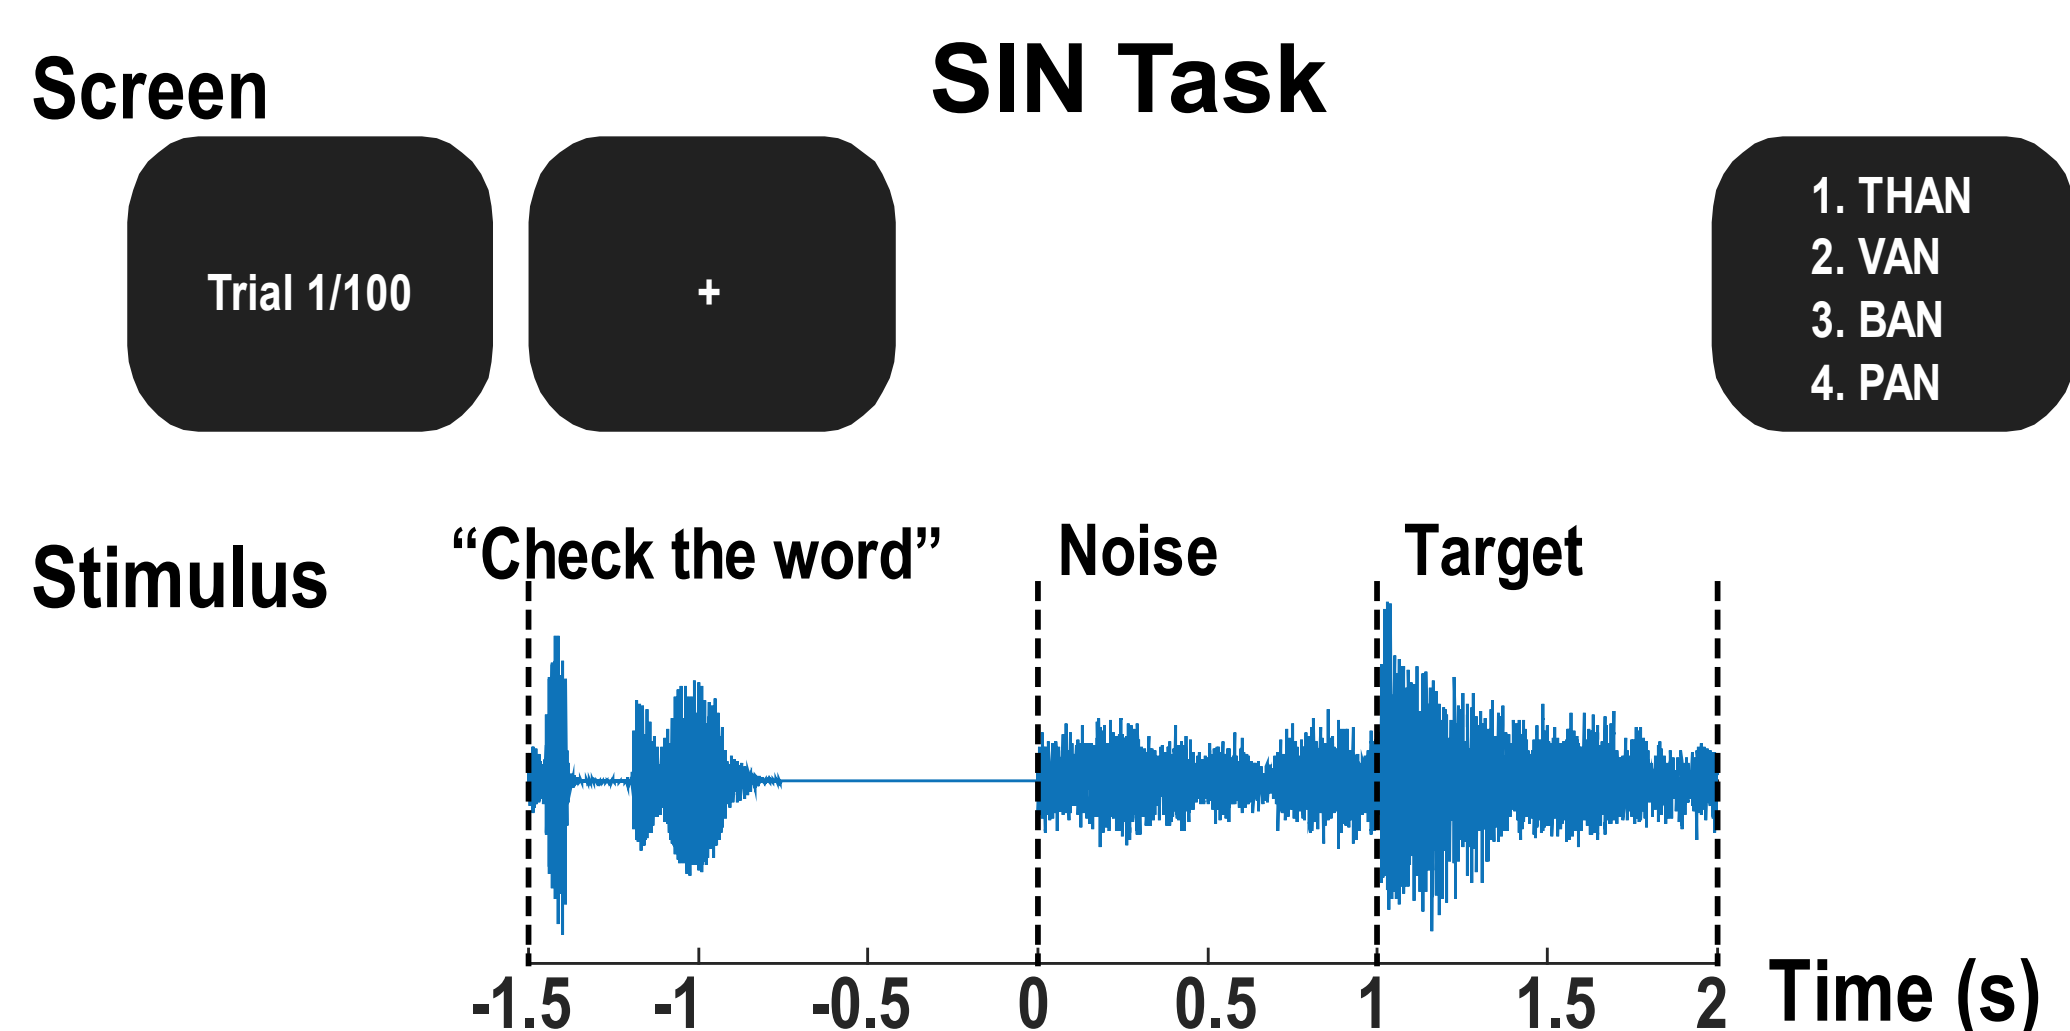 SIN Task
Screen
Trial 1/100
+
1. THAN
2. VAN
3. BAN
4. PAN
Stimulus
“Check the word”
Noise
Target
-1.5 -1 -0.5 0 0.5 1 1.5 2
Time (s)